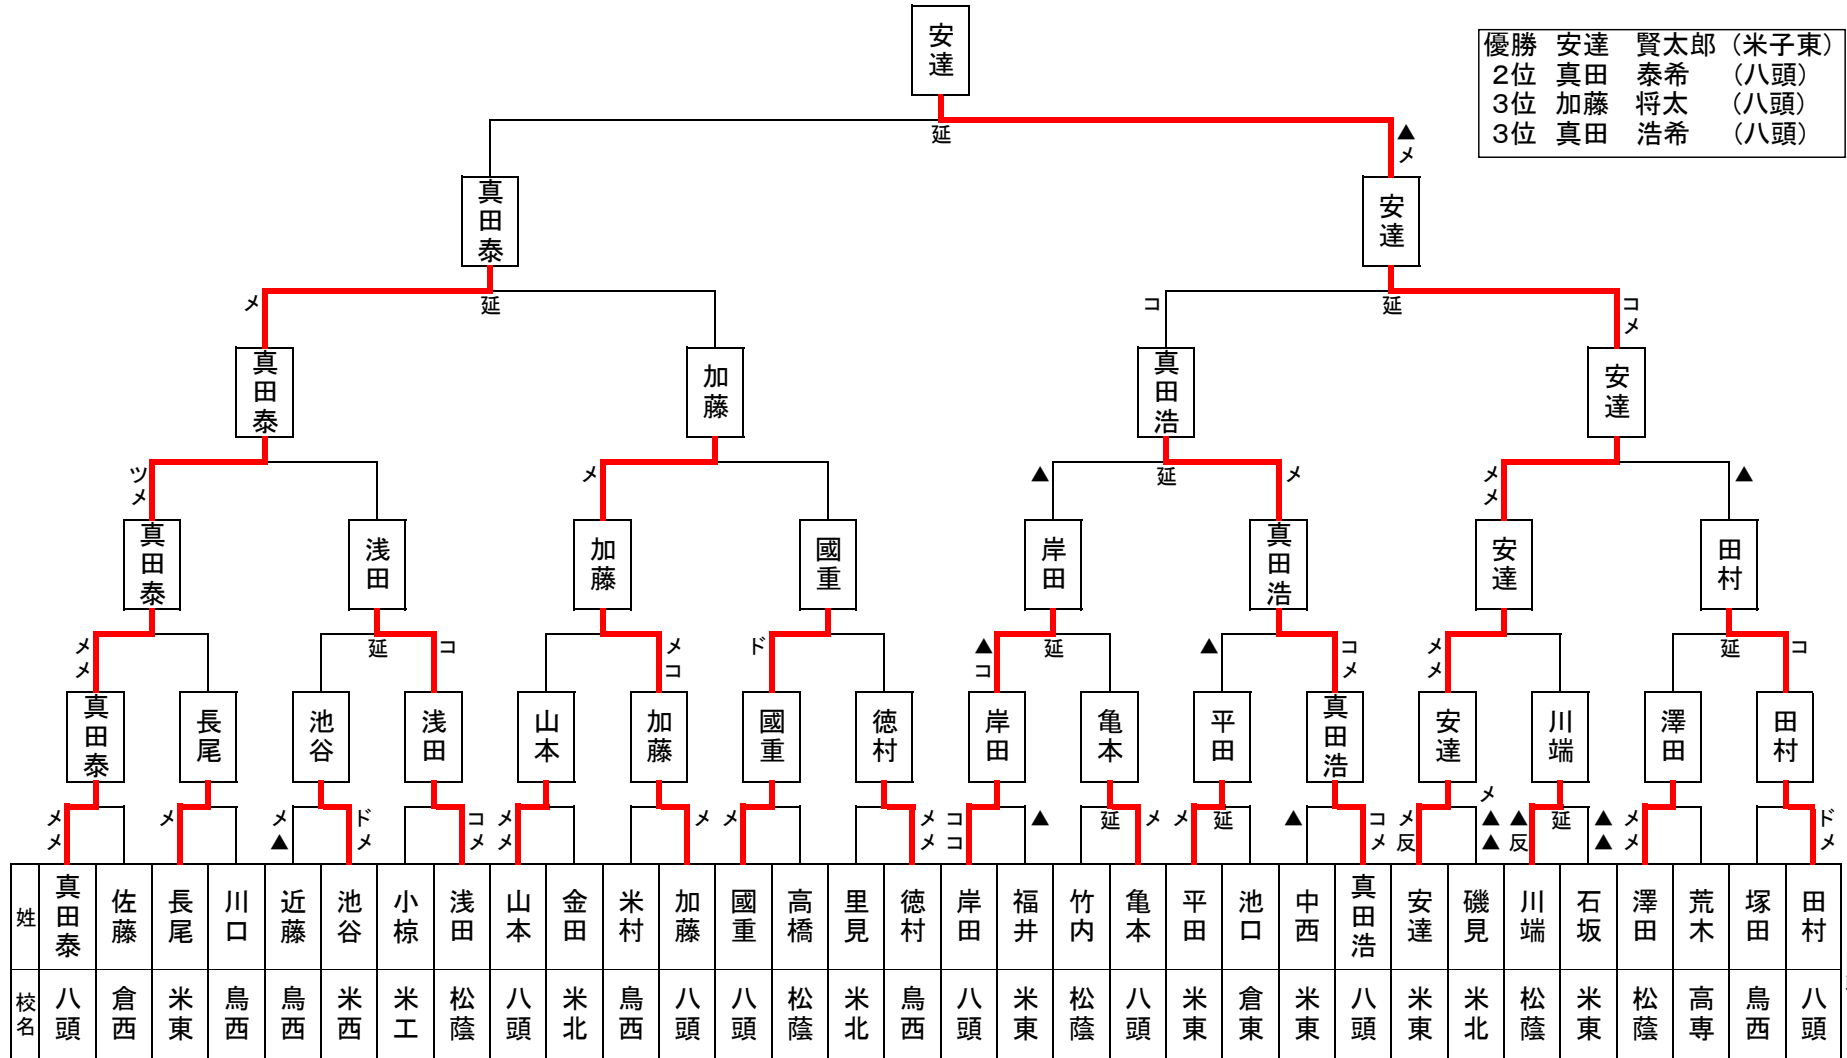 安達
優勝 安達 賢太郎 (米子東)
2位 真田 泰希 (八頭)
3位 加藤 将太 (八頭)
3位 真田 浩希 (八頭)
延
▲
メ
真田泰
安達
メ
延
コ
延
コ
メ
真田泰
加藤
真田浩
安達
ツ
メ
メ
▲
延
メ
メ
メ
▲
真田泰
浅田
加藤
國重
岸田
真田浩
安達
田村
メ
メ
延
コ
メ
コ
ド
▲
コ
延
▲
コ
メ
メ
メ
延
コ
真田泰
長尾
池谷
浅田
山本
加藤
國重
徳村
岸田
亀本
平田
真田浩
安達
川端
澤田
田村
メ
メ
メ
メ
▲
ド
メ
コ
メ
メ
メ
メ
メ
メ
メ
コ
コ
▲
延
メ
メ
延
▲
コ
メ
メ
反
メ
▲
▲
▲
反
延
▲
▲
メ
メ
ド
メ
姓 真田泰 佐藤 長尾 川口 近藤 池谷 小椋 浅田 山本 金田 米村 加藤 國重 高橋 里見 徳村 岸田 福井 竹内 亀本 平田 池口 中西 真田浩 安達 磯見 川端 石坂 澤田 荒木 塚田 田村
校名 八頭 倉西 米東 鳥西 鳥西 米西 米工 松蔭 八頭 米北 鳥西 八頭 八頭 松蔭 米北 鳥西 八頭 米東 松蔭 八頭 米東 倉東 米東 八頭 米東 米北 松蔭 米東 松蔭 高専 鳥西 八頭